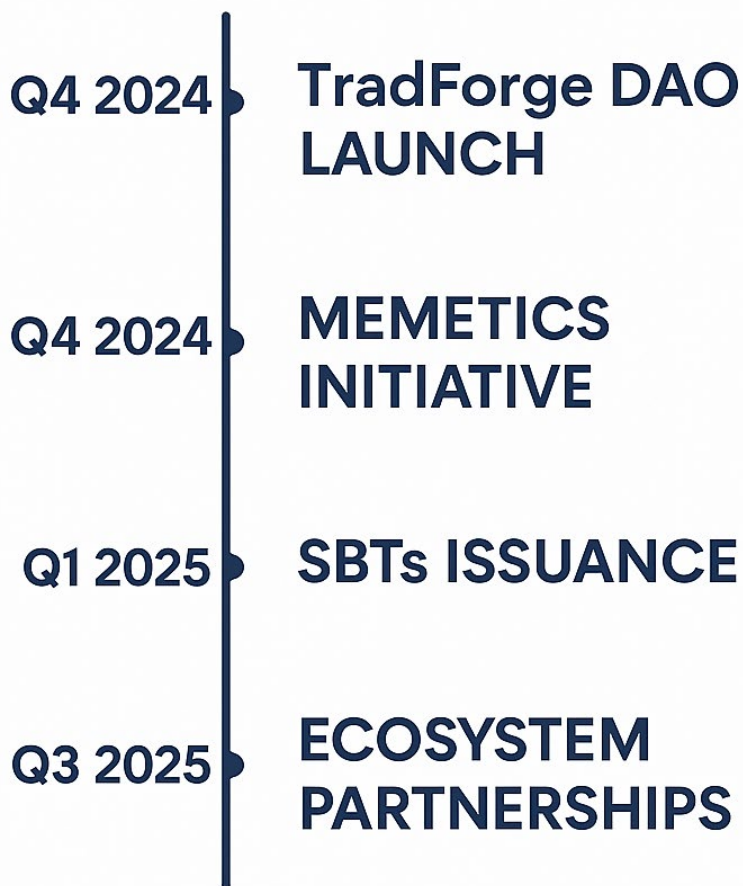 Q4 2024
TradForge DAO
LAUNCH
Q4 2024
MEMETICS
INITIATIVE
Q1 2025
SBTs ISSUANCE
Q3 2025
ECOSYSTEM
PARTNERSHIPS